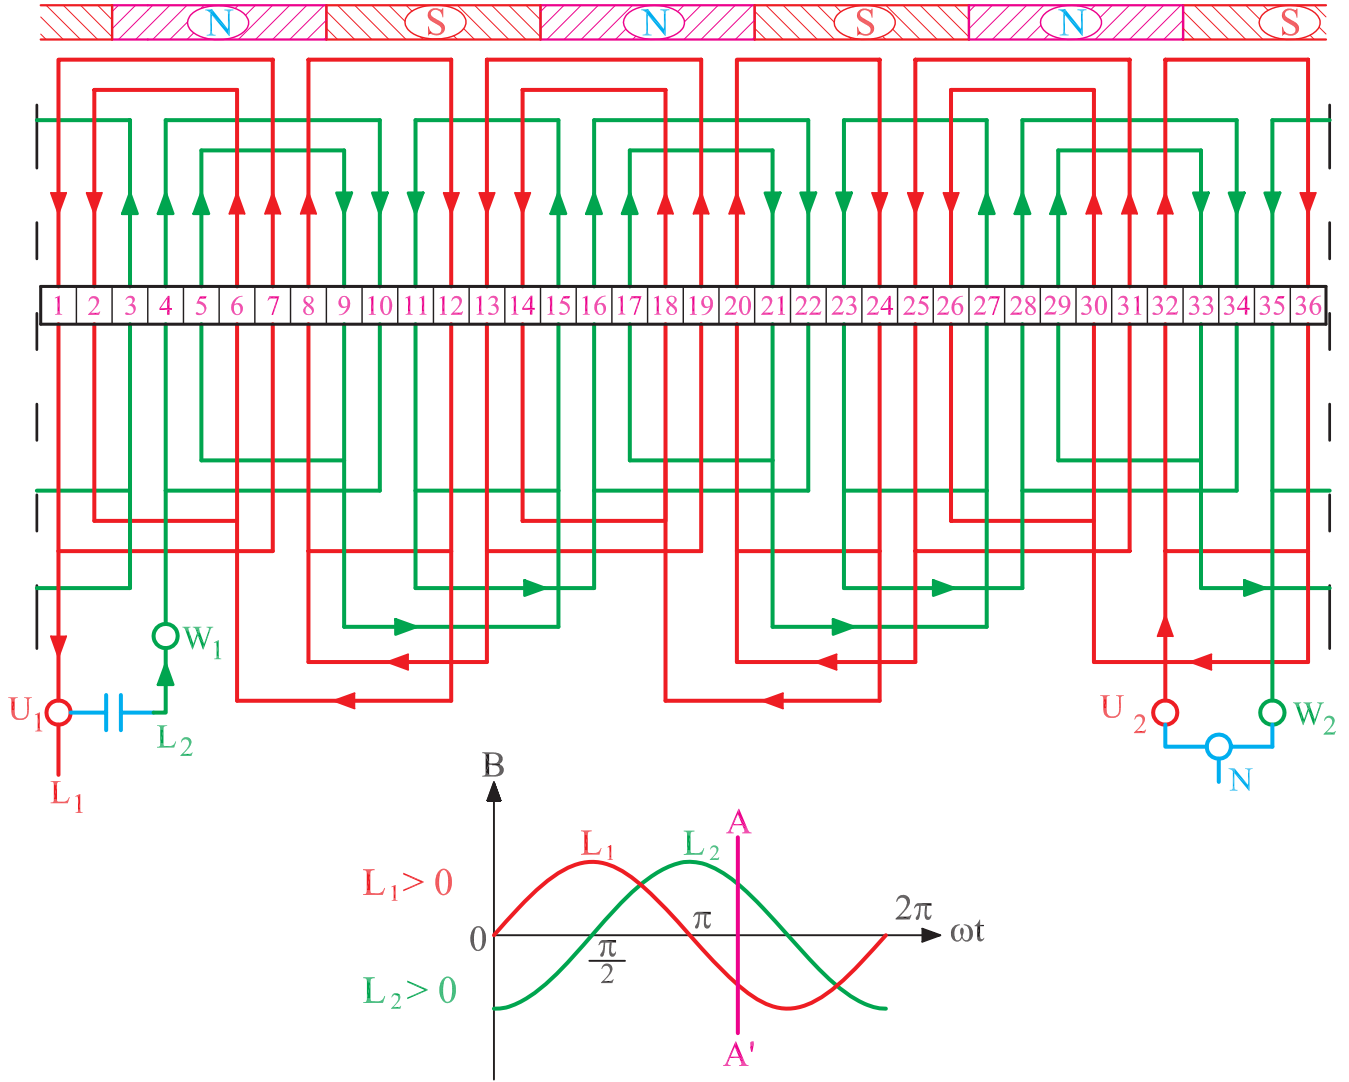 N S N S N S
1 2 3 4 5 6 7 8 9 10 11 12 13 14 15 16 17 18 19 20 21 22 23 24 25 26 27 28 29 30 31 32 33 34 35 36
W1
U1
L2
U2
W2
L1
N
B
A
L1
L2
L1> 0
π
2π
0
ωt
π/2
L2> 0
A'